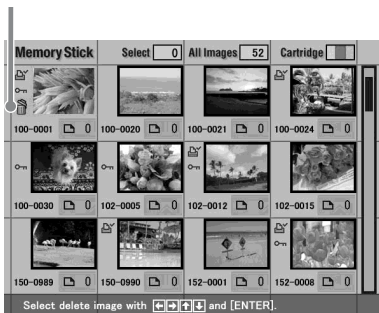 Memory Stick Select 0 All Images 52 Cartridge
100-0001 0 100-0020 0 100-0021 0 100-0024 0
100-0030 0 102-0005 0 102-0012 0 102-0015 0
150-0989 0 150-0990 0 152-0001 0 152-0008 0
Select delete image with ←→↑↓ and [ENTER].